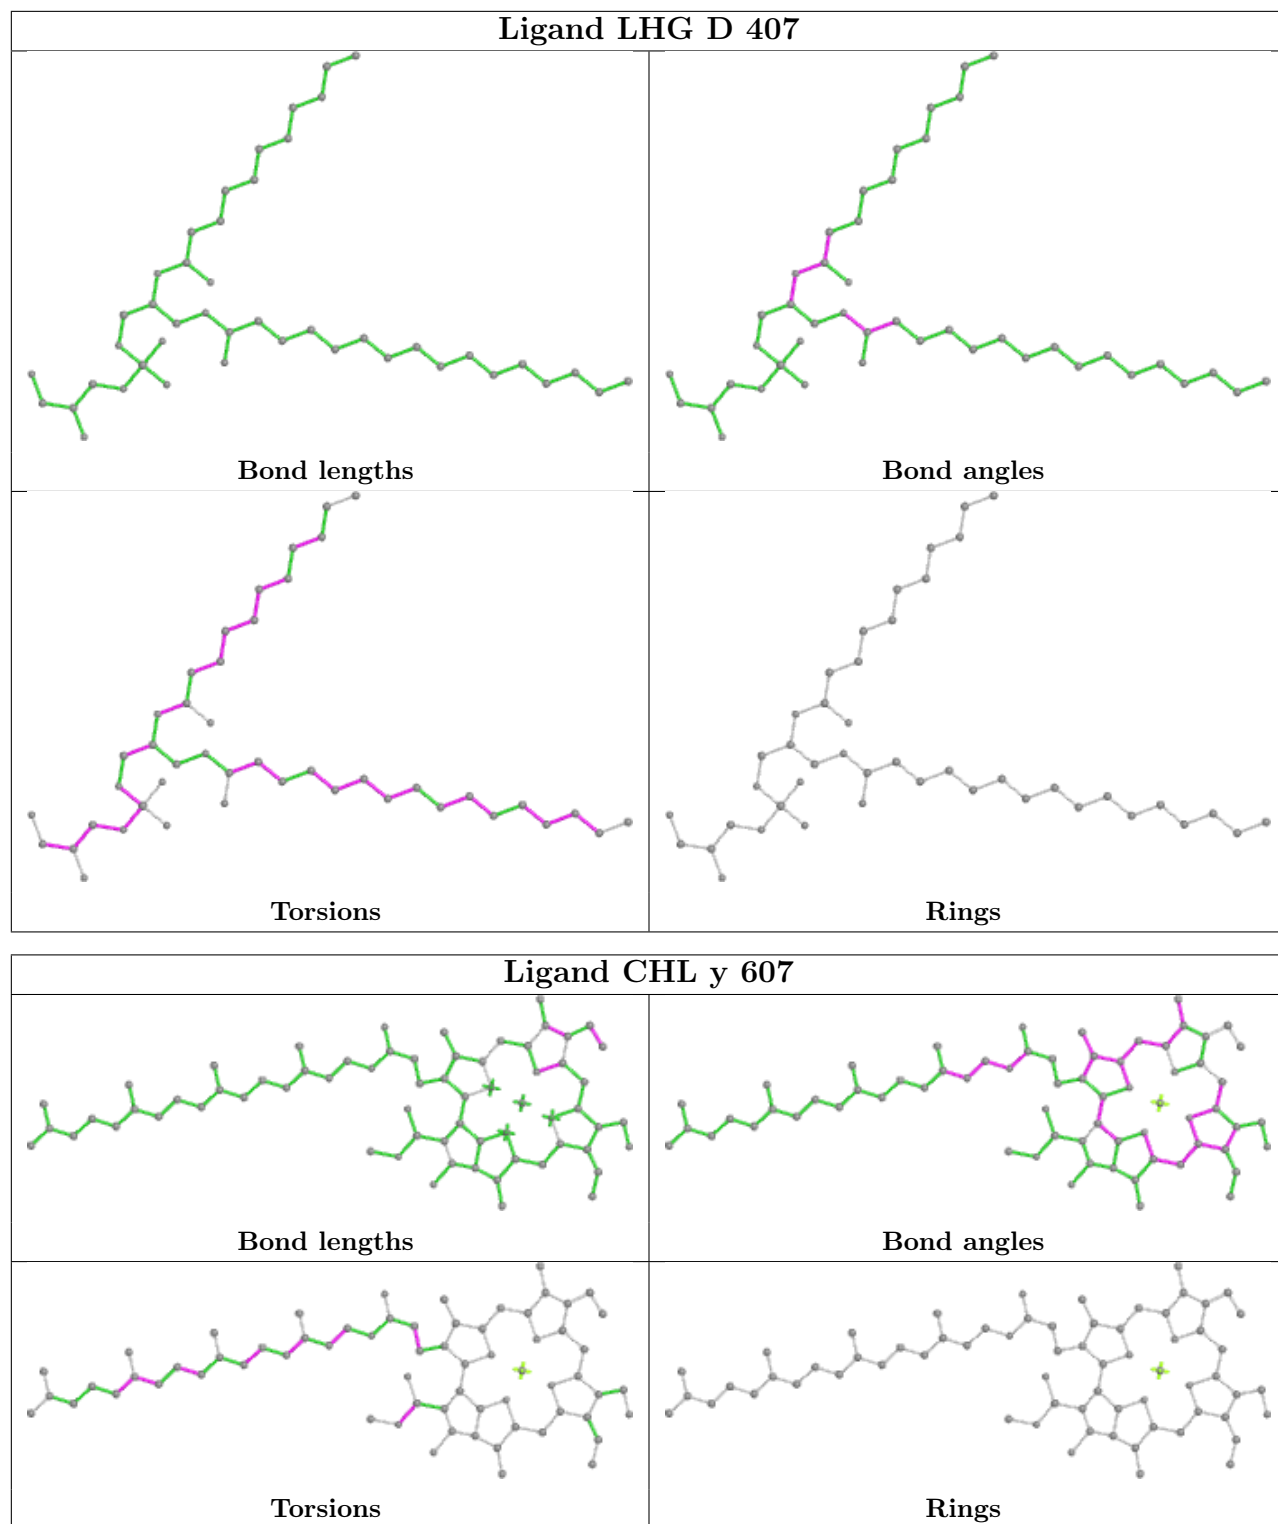 Ligand LHG D 407
Bond lengths
Bond angles
Torsions
Rings
Ligand CHL y 607
Bond lengths
Bond angles
Torsions
Rings